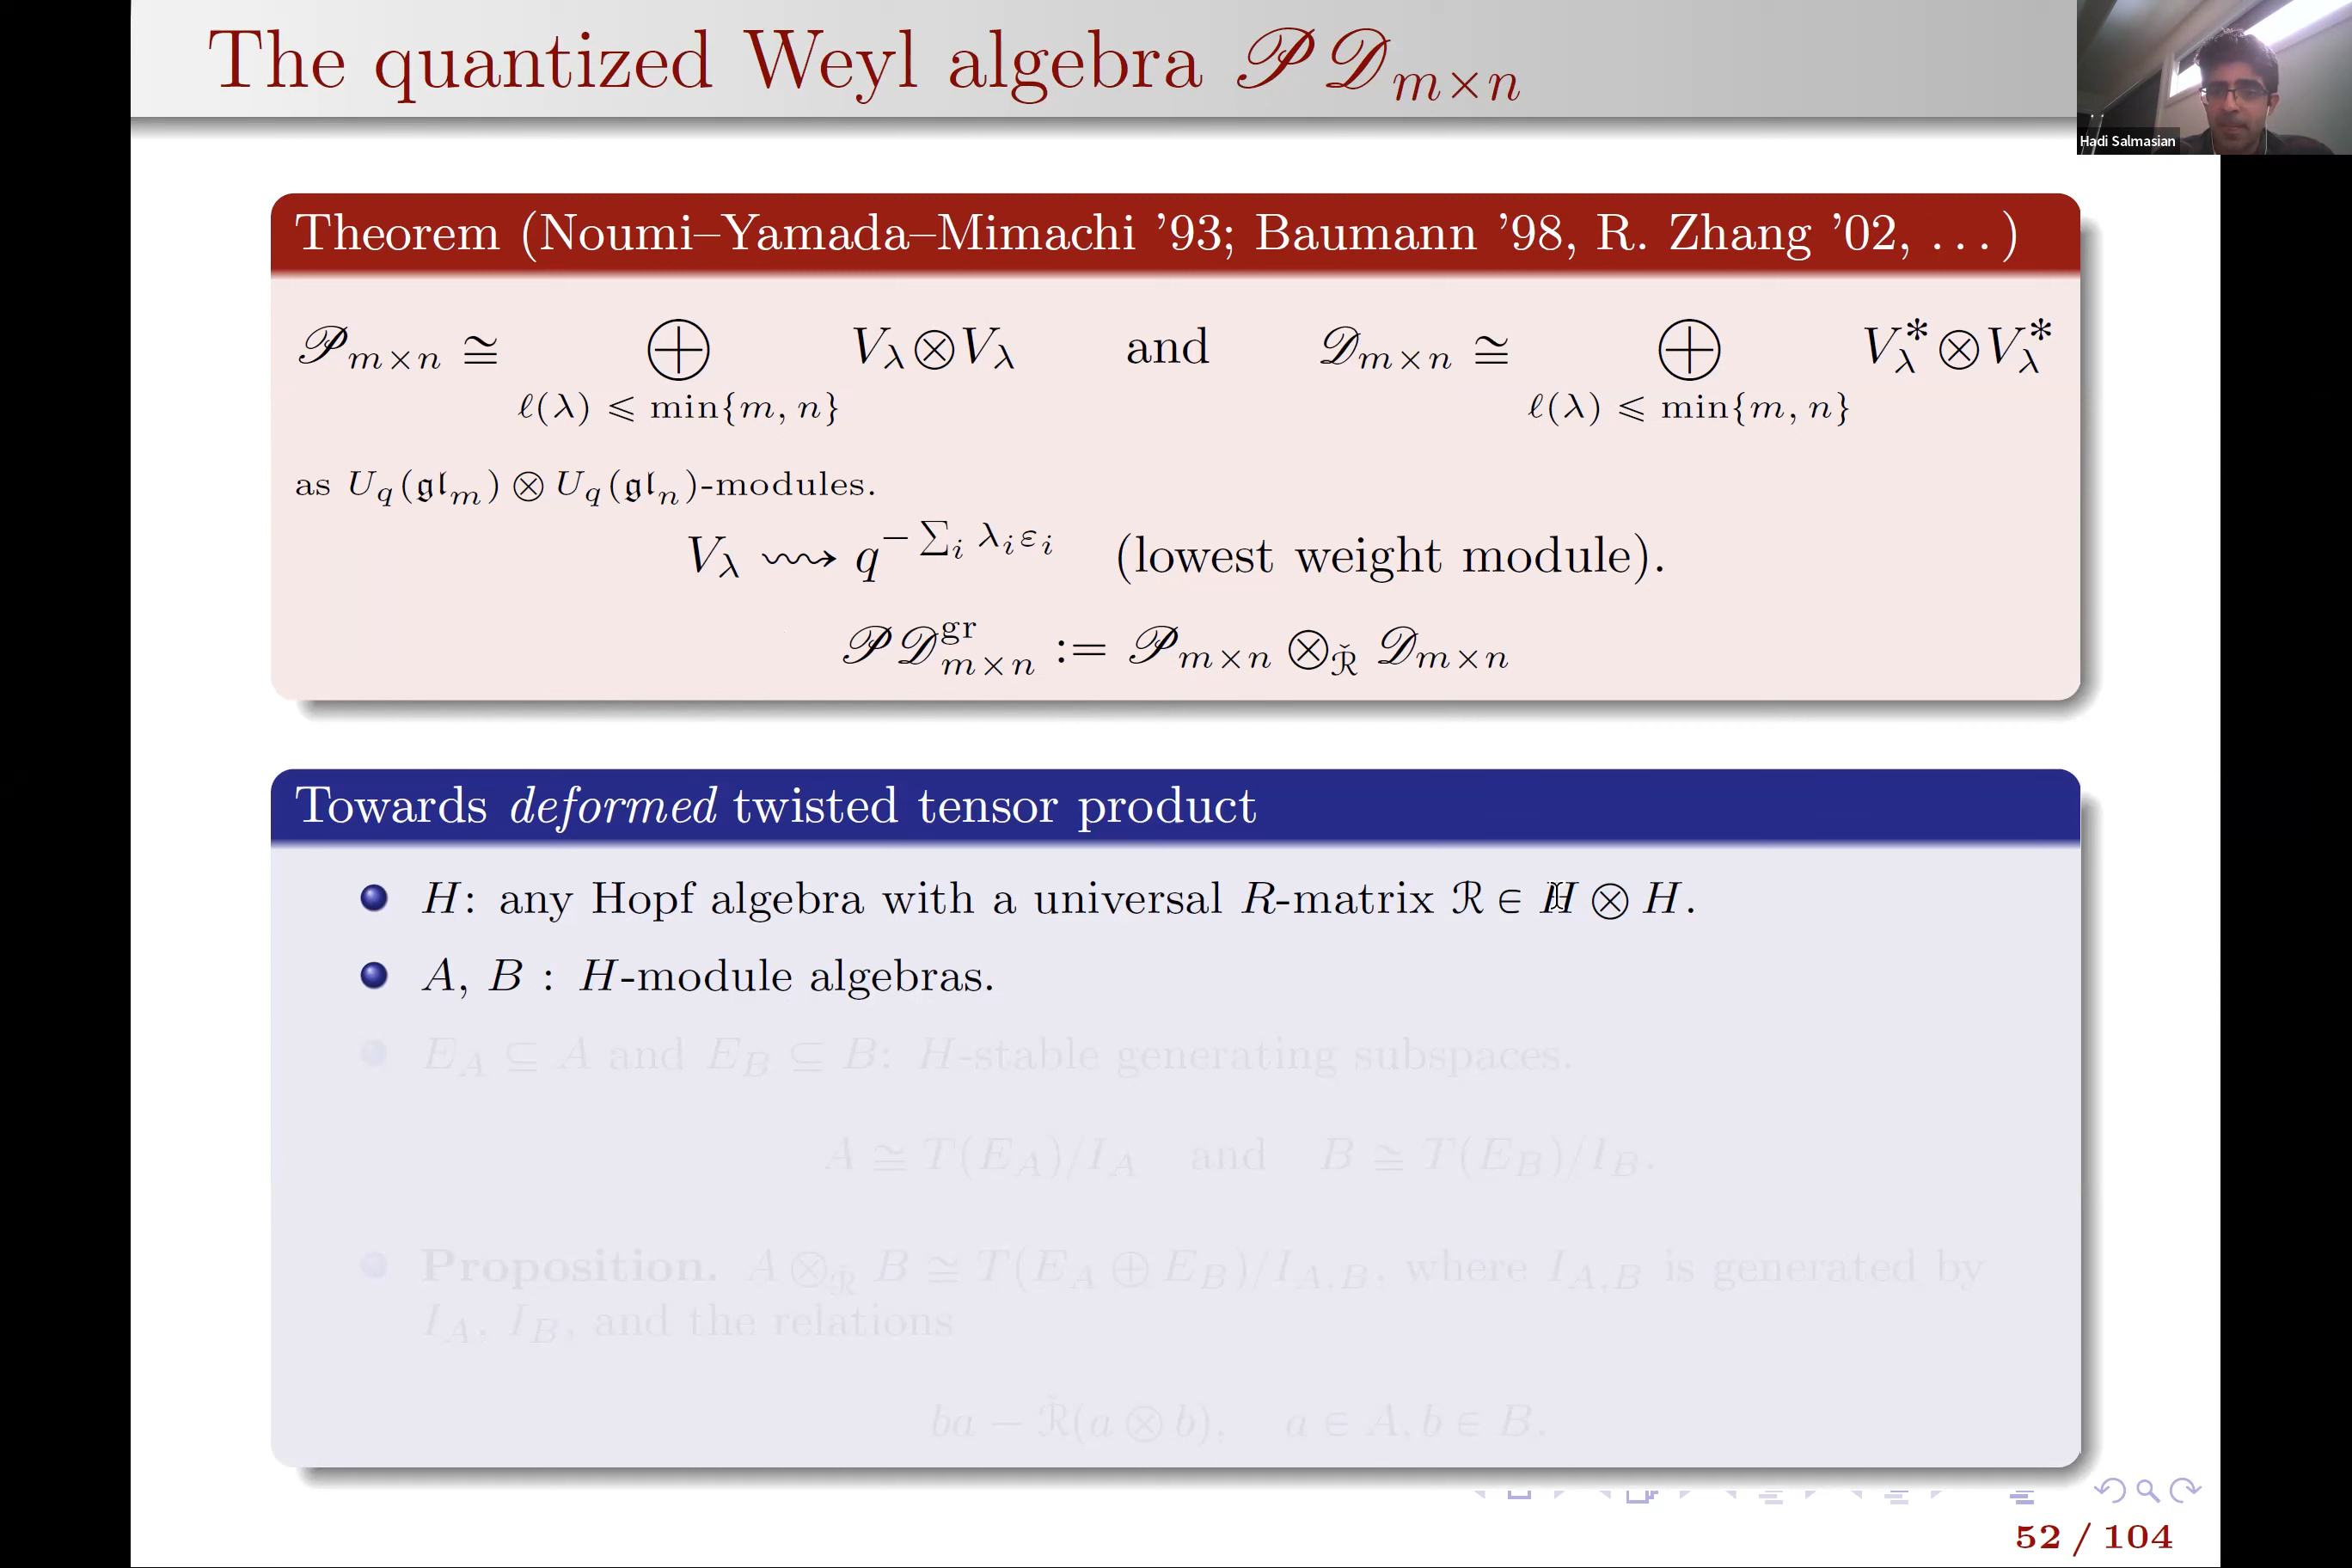 The quantized Weyl algebra 𝒫𝒟_{m×n}
Hadi Salmasian
Theorem (Noumi–Yamada–Mimachi ’93; Baumann ’98, R. Zhang ’02, …)
𝒫_{m×n} ≅ ⊕_{ℓ(λ) ⩽ min{m, n}} V_λ ⊗ V_λ and 𝒟_{m×n} ≅ ⊕_{ℓ(λ) ⩽ min{m, n}} V_λ^* ⊗ V_λ^*
as U_q(𝔤𝔩_m) ⊗ U_q(𝔤𝔩_n)-modules.
V_λ ⇝ q^{−∑_i λ_i ε_i} (lowest weight module).
𝒫𝒟^{gr}_{m×n} := 𝒫_{m×n} ⊗_{Ř} 𝒟_{m×n}
Towards deformed twisted tensor product
H: any Hopf algebra with a universal R-matrix ℛ ∈ H ⊗ H.
A, B : H-module algebras.
E_A ⊆ A and E_B ⊆ B: H-stable generating subspaces.
A ≅ T(E_A)/I_A and B ≅ T(E_B)/I_B.
Proposition. A ⊗_{Ř} B ≅ T(E_A ⊕ E_B)/I_{A,B}, where I_{A,B} is generated by
I_A, I_B, and the relations
ba − Ř(a ⊗ b), a ∈ A, b ∈ B.
52 / 104